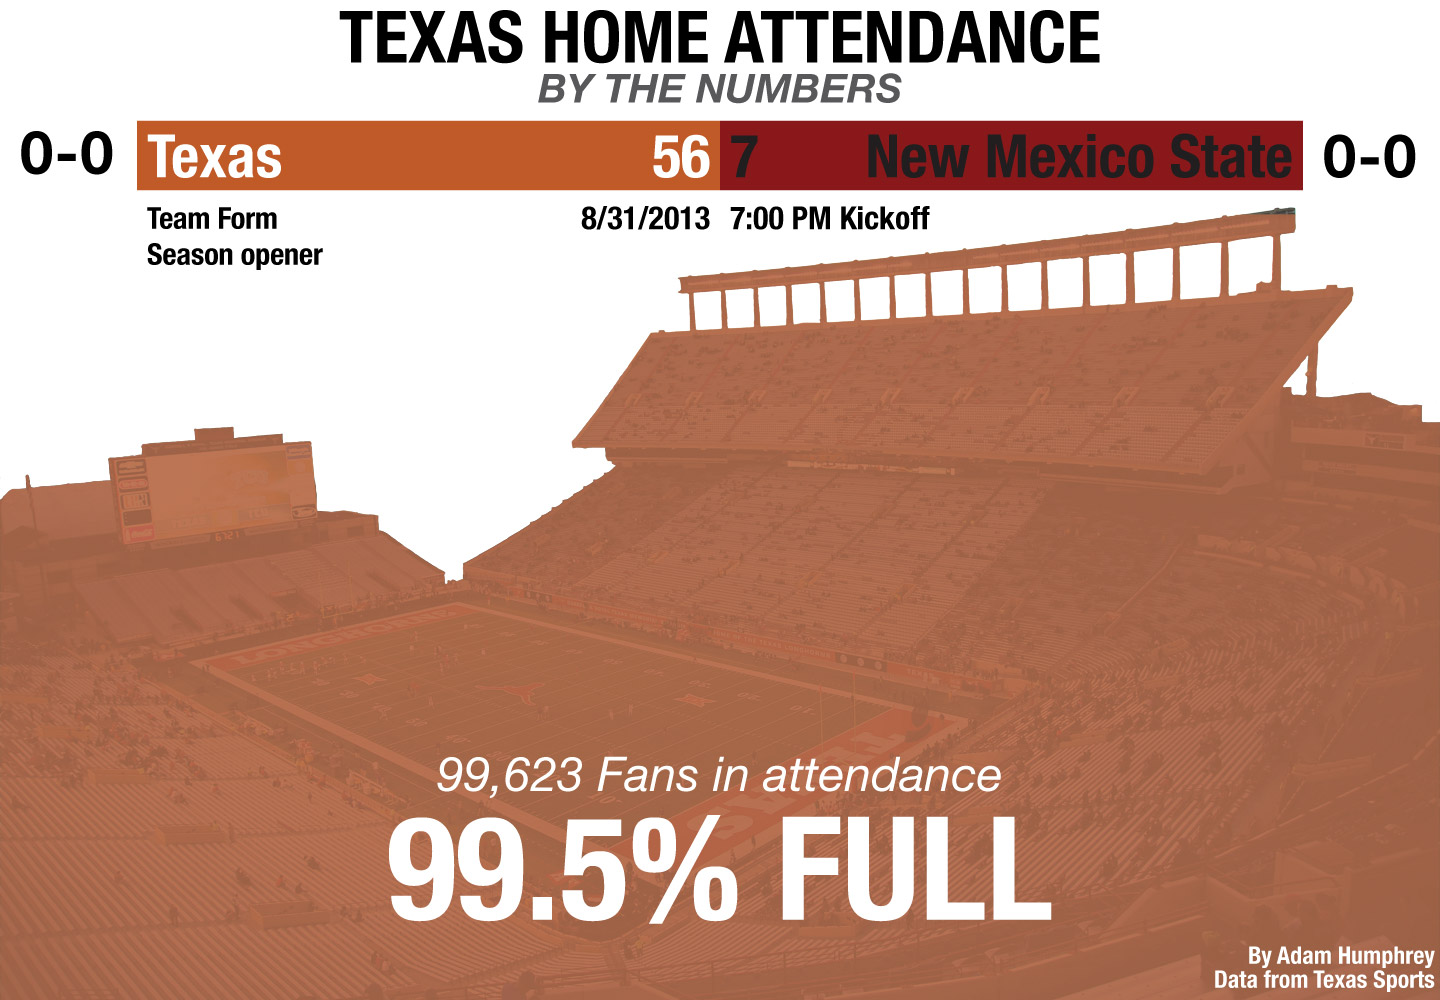 TEXAS HOME ATTENDANCE
BY THE NUMBERS
0-0 Texas 56 7 New Mexico State 0-0
Team Form 8/31/2013 7:00 PM Kickoff
Season opener
LONGHORNS
TEXAS
99,623 Fans in attendance
99.5% FULL
By Adam Humphrey
Data from Texas Sports